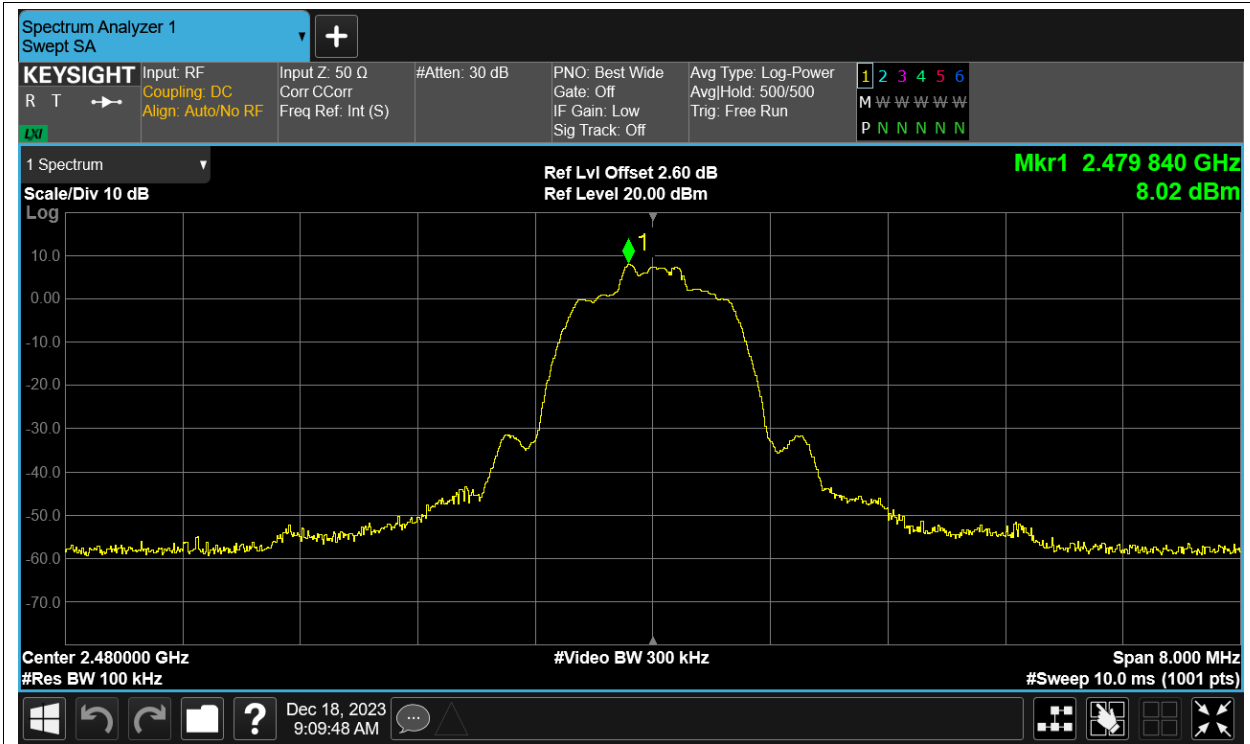 Spectrum Analyzer 1
Swept SA
KEYSIGHT
R T
LXI
Input: RF
Coupling: DC
Align: Auto/No RF
Input Z: 50 Ω
Corr CCorr
Freq Ref: Int (S)
#Atten: 30 dB
PNO: Best Wide
Gate: Off
IF Gain: Low
Sig Track: Off
Avg Type: Log-Power
Avg|Hold: 500/500
Trig: Free Run
1 2 3 4 5 6
M W W W W W
P N N N N N
1 Spectrum
Scale/Div 10 dB
Log
Ref Lvl Offset 2.60 dB
Ref Level 20.00 dBm
Mkr1 2.479 840 GHz
8.02 dBm
1
10.0
0.00
-10.0
-20.0
-30.0
-40.0
-50.0
-60.0
-70.0
Center 2.480000 GHz
#Res BW 100 kHz
#Video BW 300 kHz
Span 8.000 MHz
#Sweep 10.0 ms (1001 pts)
?
Dec 18, 2023
9:09:48 AM